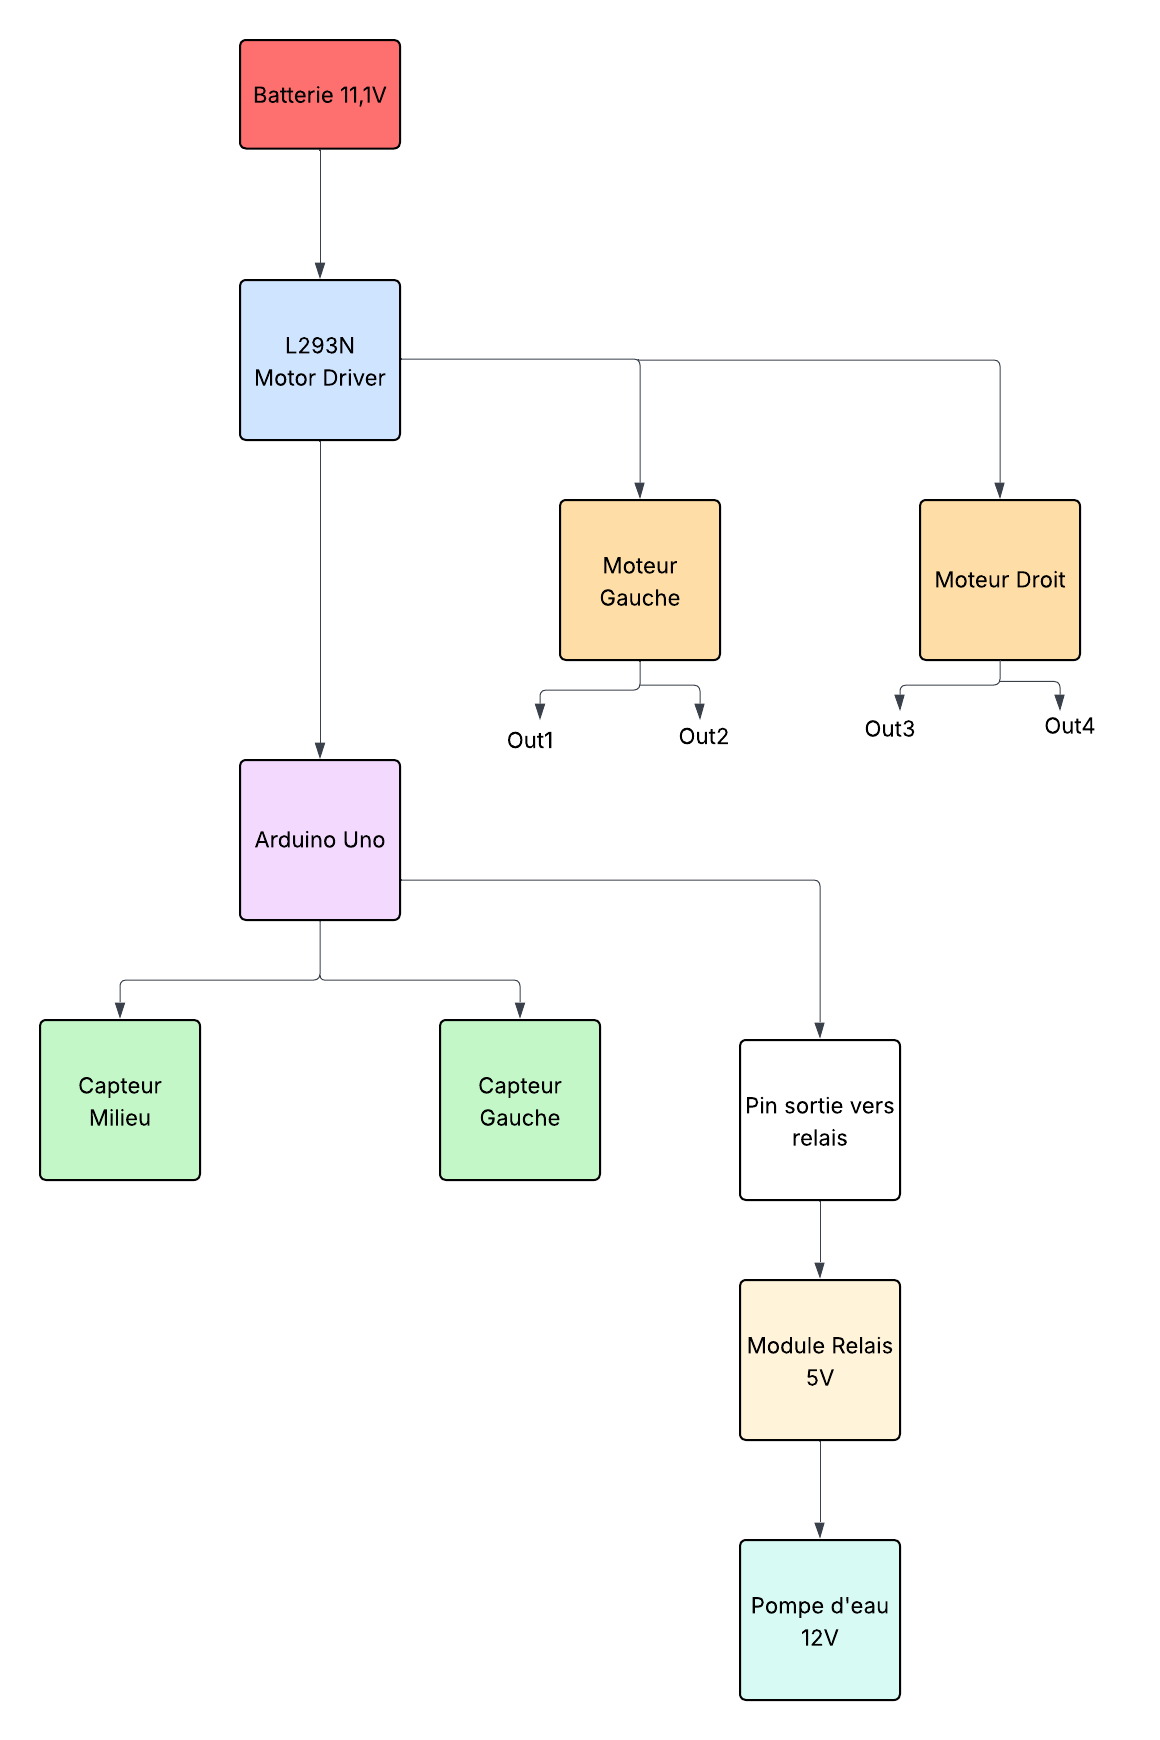 Batterie 11,1V
L293N
Motor Driver
Moteur
Gauche
Moteur Droit
Out1
Out2
Out3
Out4
Arduino Uno
Capteur
Milieu
Capteur
Gauche
Pin sortie vers
relais
Module Relais
5V
Pompe d'eau
12V